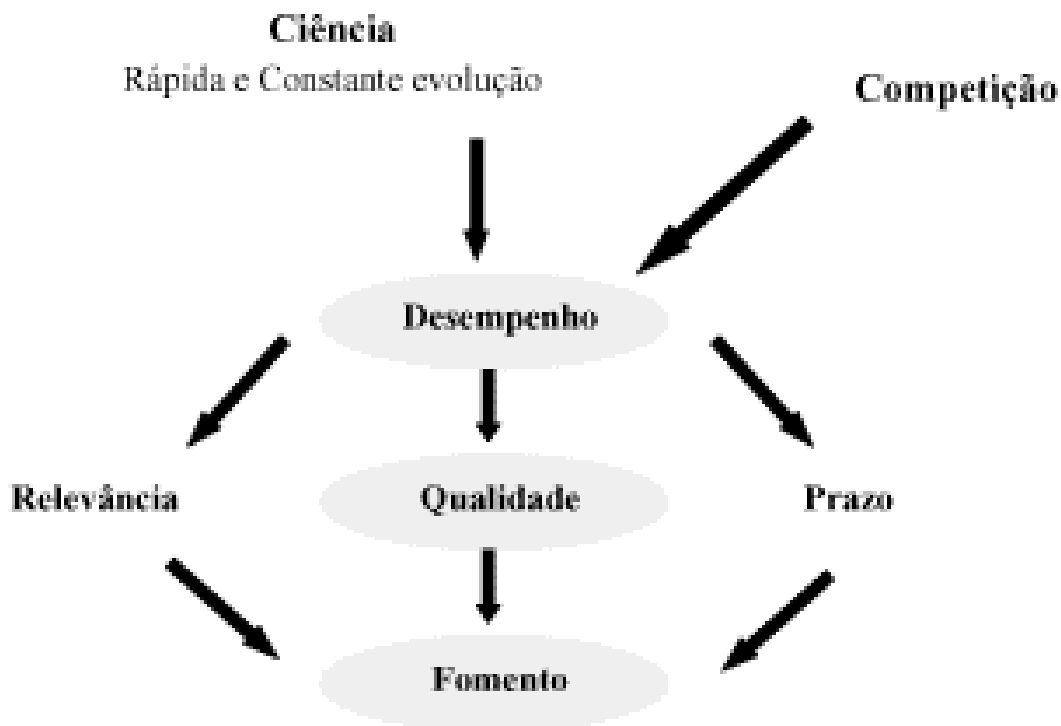 Ciência
Rápida e Constante evolução
Competição
Desempenho
Relevância
Qualidade
Prazo
Fomento